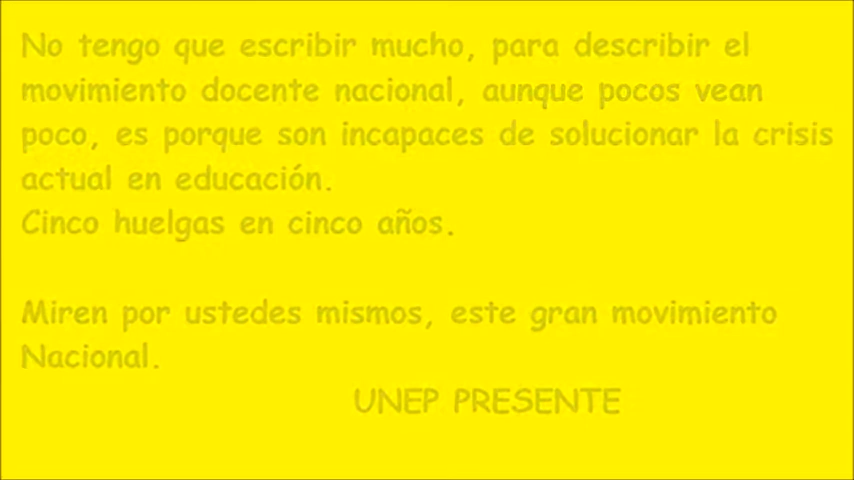 No tengo que escribir mucho, para describir el
movimiento docente nacional, aunque pocos vean
poco, es porque son incapaces de solucionar la crisis
actual en educación.
Cinco huelgas en cinco años.
Miren por ustedes mismos, este gran movimiento
Nacional.
UNEP PRESENTE